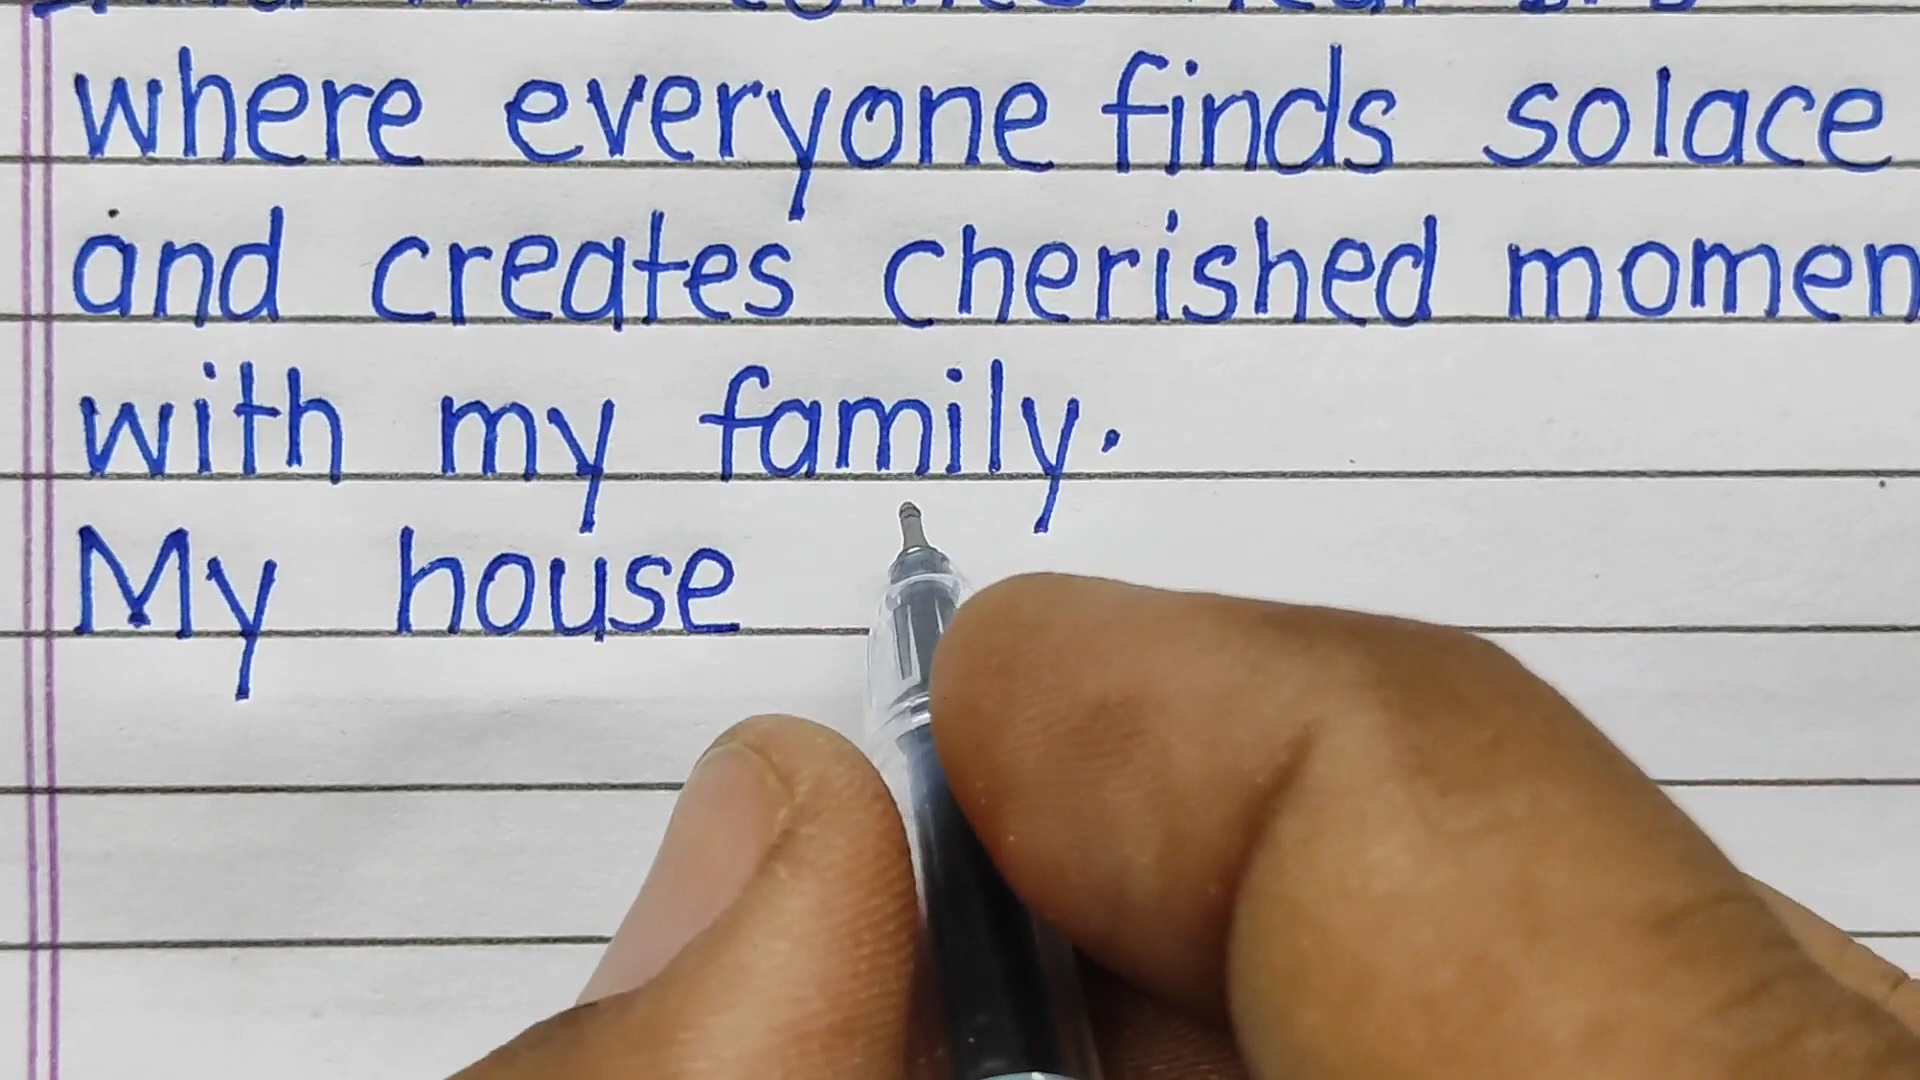 where everyone finds solace
and creates cherished momen
with my family.
My house